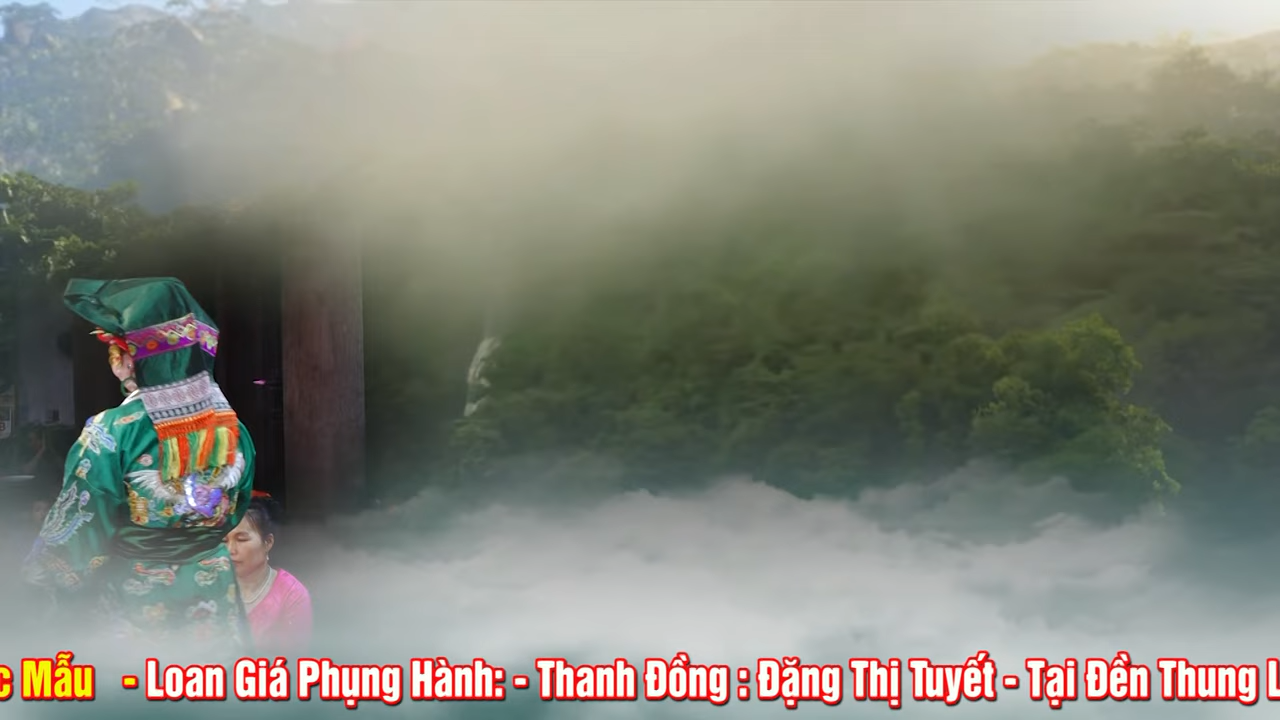 Mẫu - Loan Giá Phụng Hành: - Thanh Đồng : Đặng Thị Tuyết - Tại Đền Thung